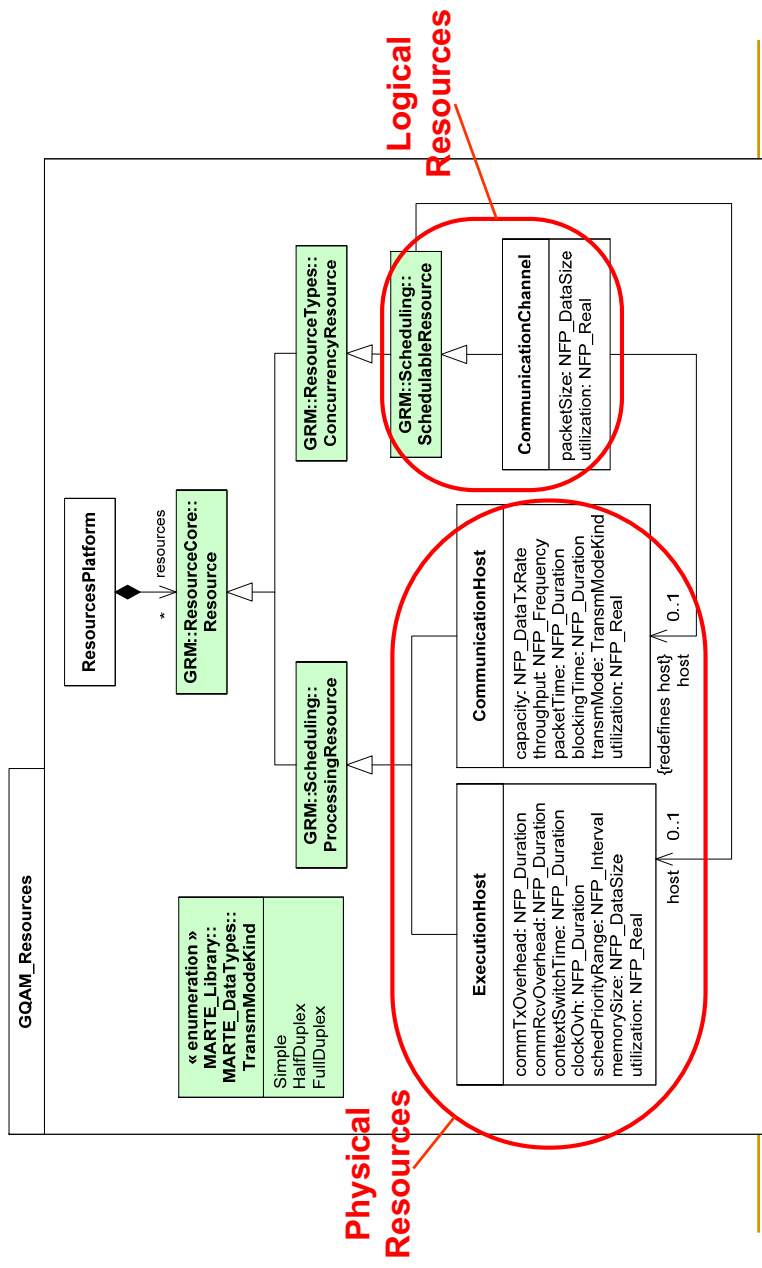 GQAM_Resources
« enumeration »
MARTE_Library::
MARTE_DataTypes::
TransmModeKind
Simple
HalfDuplex
FullDuplex
ResourcesPlatform
*
resources
GRM::ResourceCore::
Resource
GRM::Scheduling::
ProcessingResource
GRM::ResourceTypes::
ConcurrencyResource
GRM::Scheduling::
SchedulableResource
Logical
Resources
Physical
Resources
ExecutionHost
commTxOverhead: NFP_Duration
commRcvOverhead: NFP_Duration
contextSwitchTime: NFP_Duration
clockOvh: NFP_Duration
schedPriorityRange: NFP_Interval
memorySize: NFP_DataSize
utilization: NFP_Real
host
0..1
CommunicationHost
capacity: NFP_DataTxRate
throughput: NFP_Frequency
packetTime: NFP_Duration
blockingTime: NFP_Duration
transmMode: TransmModeKind
utilization: NFP_Real
{redefines host}
host
0..1
CommunicationChannel
packetSize: NFP_DataSize
utilization: NFP_Real